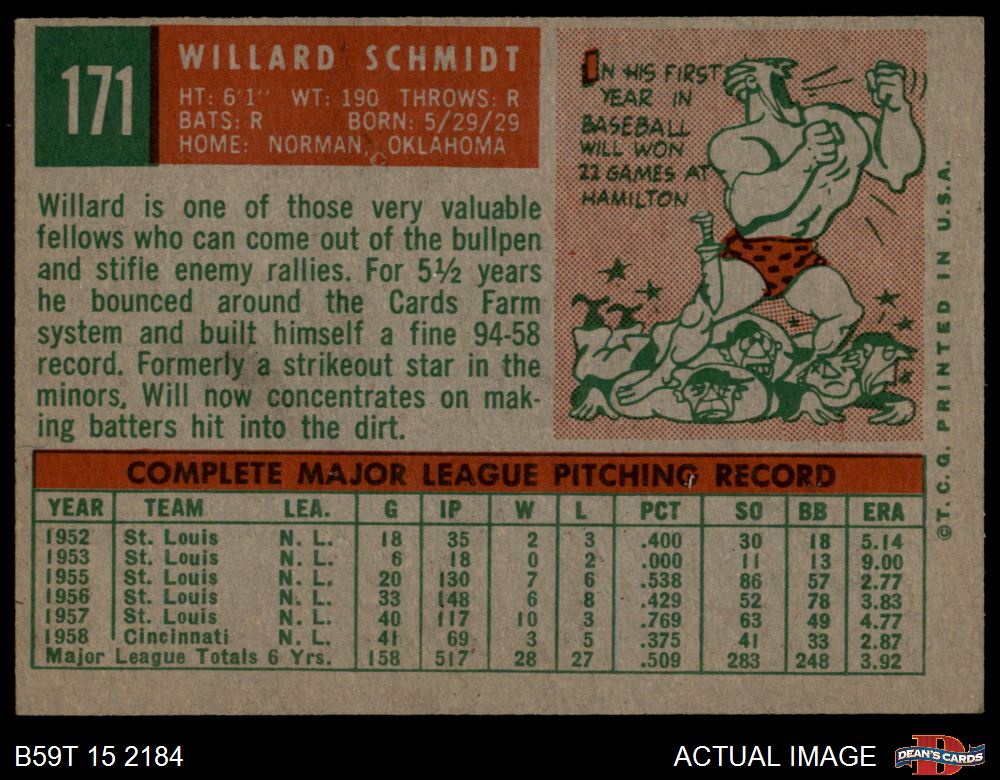 171
WILLARD SCHMIDT
HT: 6'1" WT: 190 THROWS: R
BATS: R BORN: 5/29/29
HOME: NORMAN, OKLAHOMA
Willard is one of those very valuable
fellows who can come out of the bullpen
and stifle enemy rallies. For 5½ years
he bounced around the Cards Farm
system and built himself a fine 94-58
record. Formerly a strikeout star in the
minors, Will now concentrates on mak-
ing batters hit into the dirt.
IN HIS FIRST
YEAR IN
BASEBALL
WILL WON
22 GAMES AT
HAMILTON
COMPLETE MAJOR LEAGUE PITCHING RECORD
YEAR TEAM LEA. G IP W L PCT SO BB ERA
1952 St. Louis N. L. 18 35 2 3 .400 30 18 5.14
1953 St. Louis N. L. 6 18 0 2 .000 11 13 9.00
1955 St. Louis N. L. 20 130 7 6 .538 86 57 2.77
1956 St. Louis N. L. 33 148 6 8 .429 52 78 3.83
1957 St. Louis N. L. 40 117 10 3 .769 63 49 4.77
1958 Cincinnati N. L. 41 69 3 5 .375 41 33 2.87
Major League Totals 6 Yrs. 158 517 28 27 .509 283 248 3.92
©T.C.G. PRINTED IN U.S.A.
B59T 15 2184
ACTUAL IMAGE
D
DEAN'S CARDS